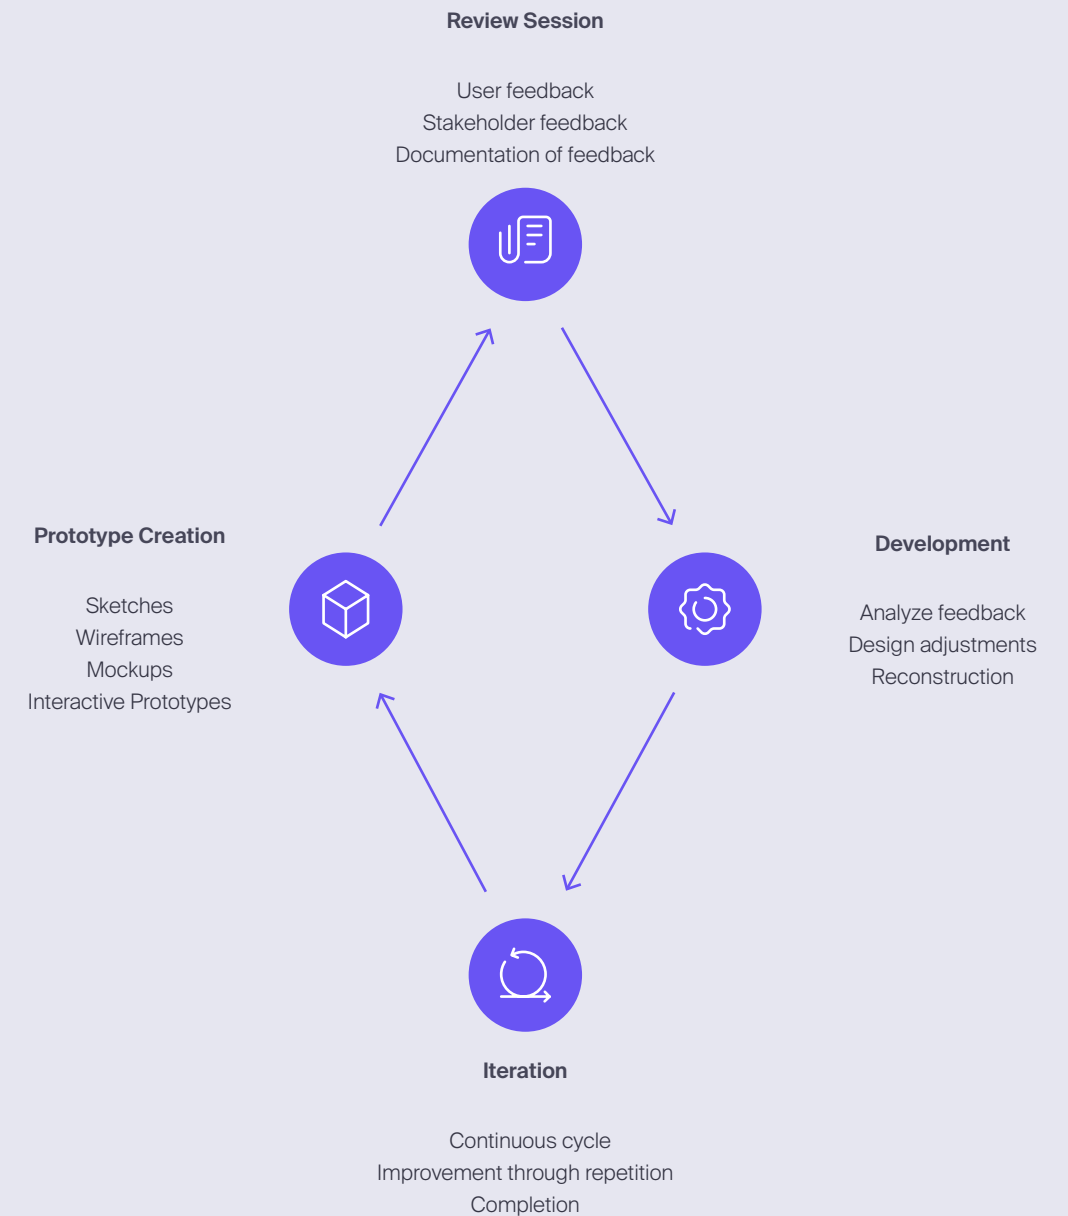 Review Session
User feedback
Stakeholder feedback
Documentation of feedback
Prototype Creation
Sketches
Wireframes
Mockups
Interactive Prototypes
Development
Analyze feedback
Design adjustments
Reconstruction
Iteration
Continuous cycle
Improvement through repetition
Completion